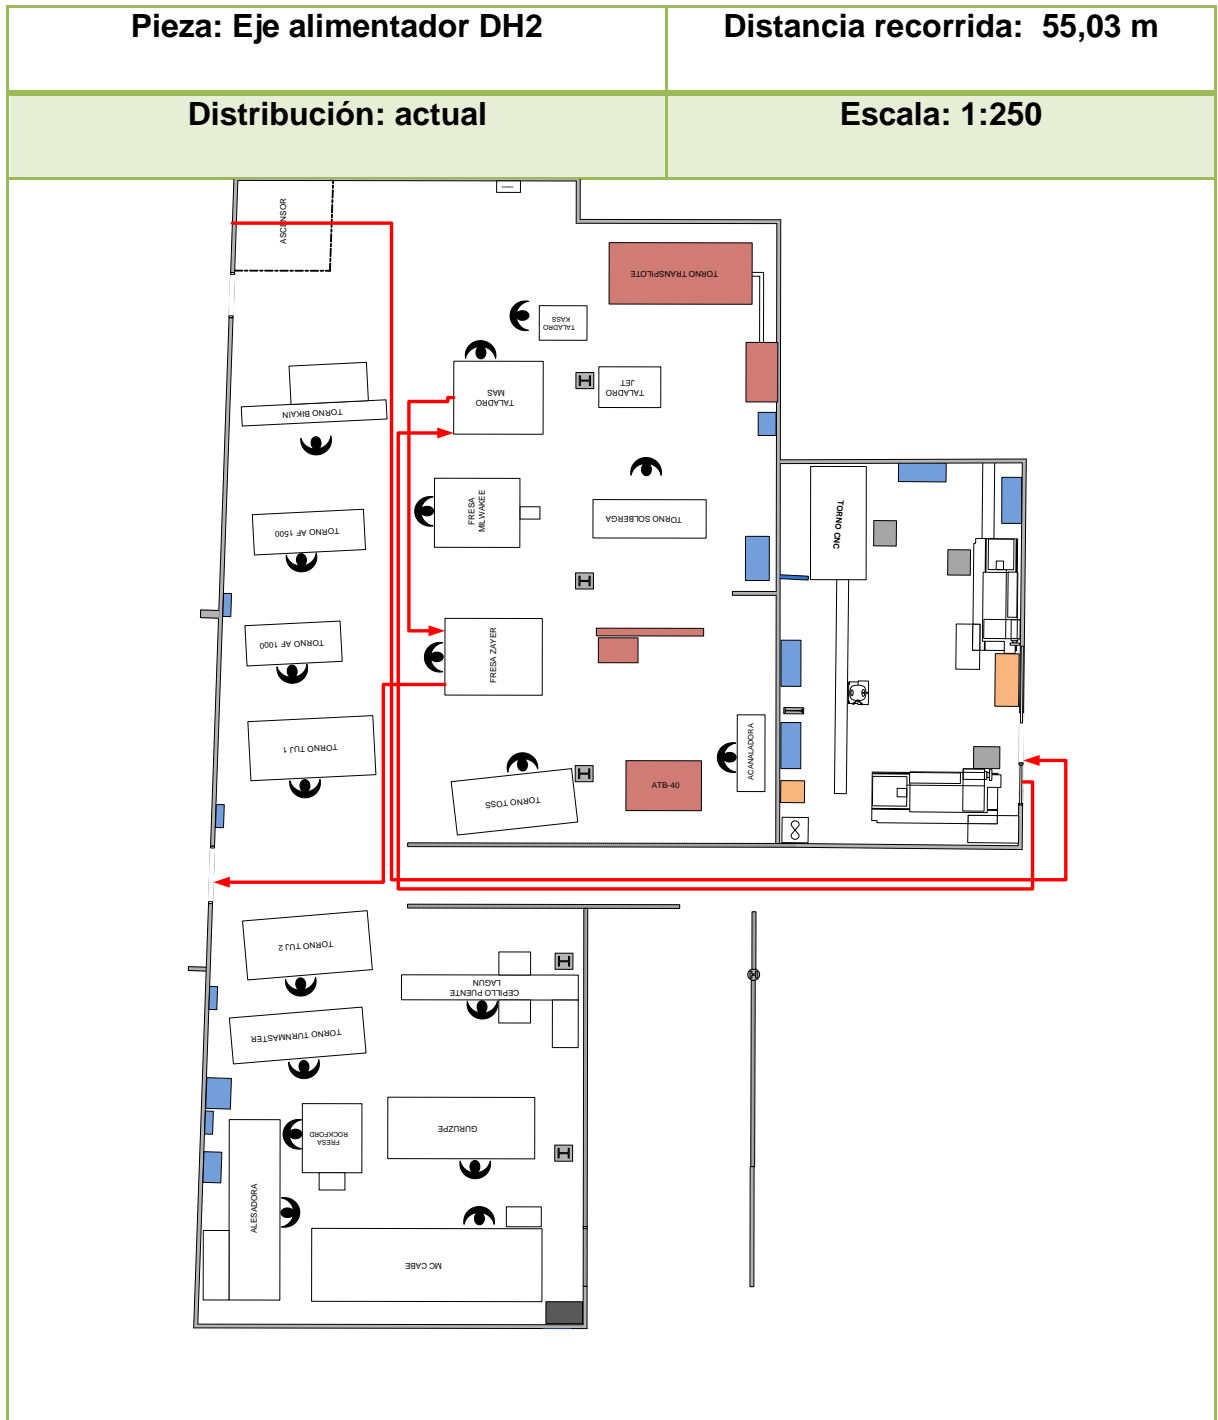 Pieza: Eje alimentador DH2
Distancia recorrida: 55,03 m
Distribución: actual
Escala: 1:250
ASCENSOR
TORNO TRANSPILOTE
TALADRO
KASS
TALADRO
MAS
TALADRO
JET
TORNO BIKAIN
FRESA
MILWAKEE
TORNO SOLBERGA
TORNO CNC
TORNO AF 1500
TORNO AF 1000
FRESA ZAYER
TORNO TUJ 1
ACANALADORA
TORNO TOSS
ATB-40
TORNO TUJ 2
CEPILLO PUENTE
LAGUN
TORNO TURNMASTER
FRESA
ROCKFORD
GURUZPE
ALESADORA
MC CABE